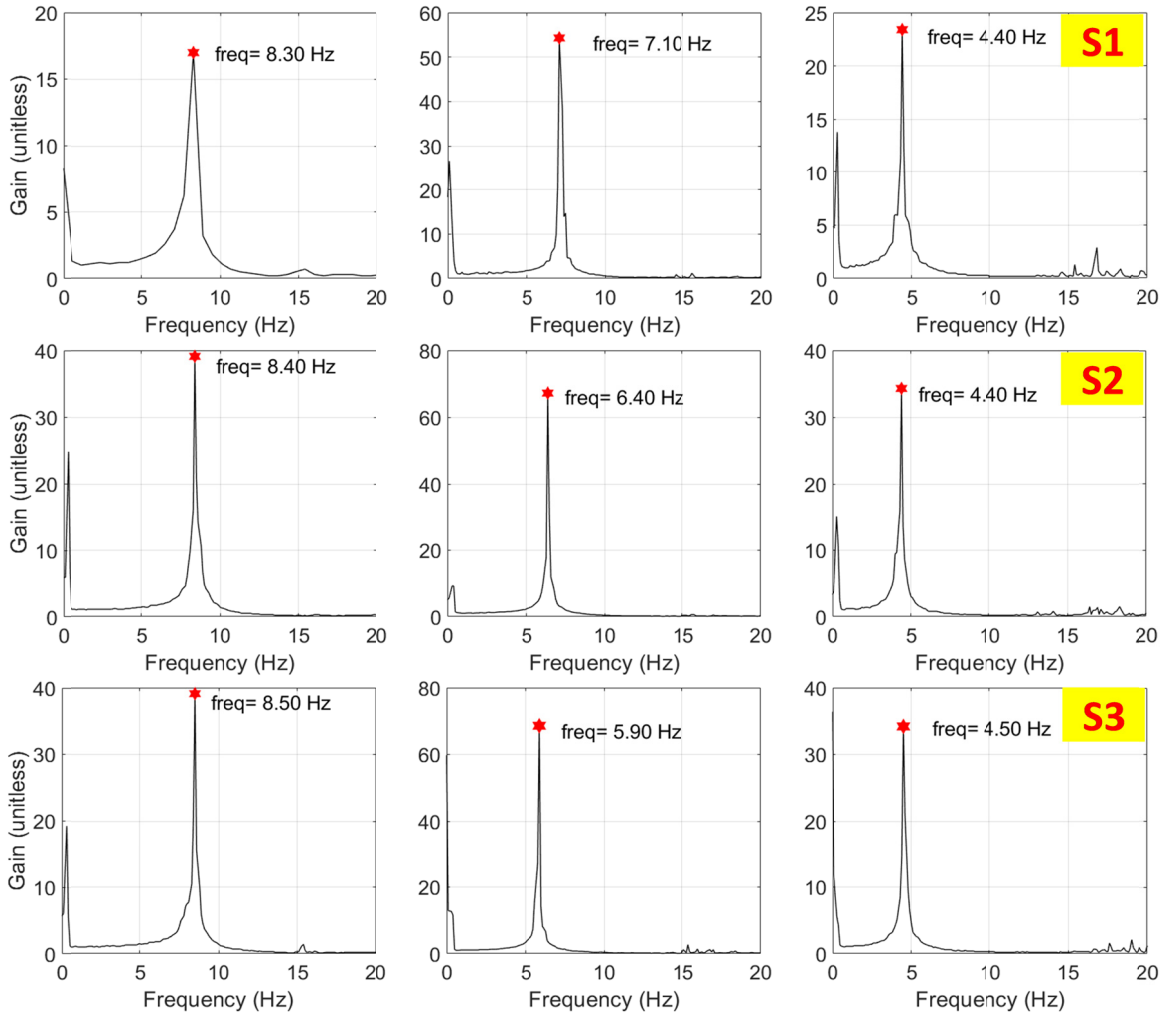 20
15
10
5
0
Gain (unitless)
freq= 8.30 Hz
0 5 10 15 20
Frequency (Hz)
60
50
40
30
20
10
0
freq= 7.10 Hz
0 5 10 15 20
Frequency (Hz)
25
20
15
20
5
0
freq= 4.40 Hz
S1
0 5 10 15 20
Frequency (Hz)
40
30
20
10
0
Gain (unitless)
freq= 8.40 Hz
0 5 10 15 20
Frequency (Hz)
80
60
40
20
0
freq= 6.40 Hz
0 5 10 15 20
Frequency (Hz)
40
30
20
10
0
freq= 4.40 Hz
S2
0 5 10 15 20
Frequency (Hz)
40
30
20
10
0
Gain (unitless)
freq= 8.50 Hz
0 5 10 15 20
Frequency (Hz)
80
60
40
20
0
freq= 5.90 Hz
0 5 10 15 20
Frequency (Hz)
40
30
20
10
0
freq= 4.50 Hz
S3
0 5 10 15 20
Frequency (Hz)